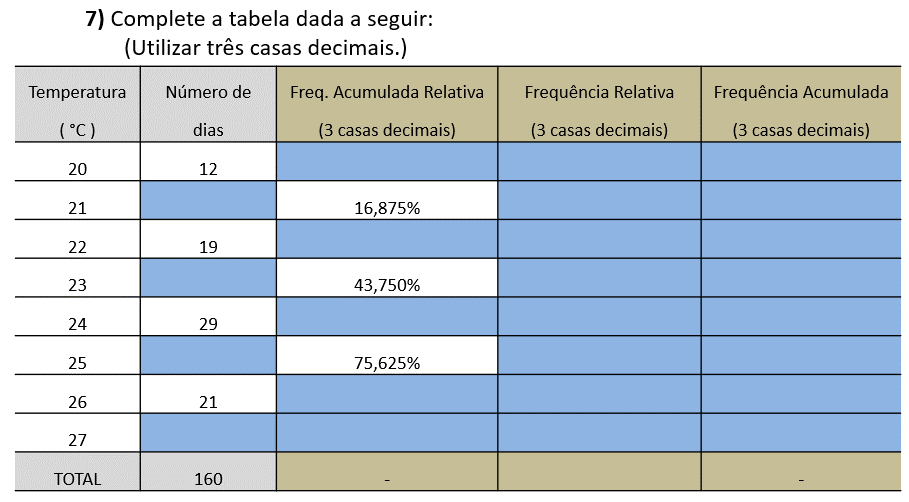 7) Complete a tabela dada a seguir:
(Utilizar três casas decimais.)
Temperatura Número de Freq. Acumulada Relativa Frequência Relativa Frequência Acumulada
( °C ) dias (3 casas decimais) (3 casas decimais) (3 casas decimais)
20 12
21 16,875%
22 19
23 43,750%
24 29
25 75,625%
26 21
27
TOTAL 160 - -